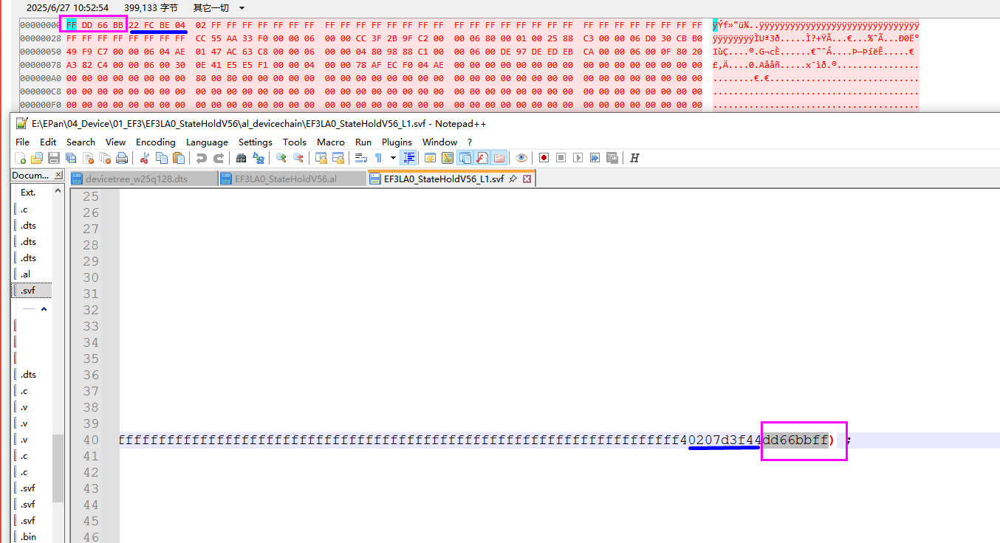 2025/6/27 10:52:54 399,133 字节 其它一切
00000000 FF DD 66 BB 22 FC BE 04 02 FF FF FF FF FF FF FF FF FF FF FF FF FF FF FF FF FF FF FF FF FF FF FF FF FF FF FF FF FF FF FF FF
00000028 FF FF FF FF FF FF FF FF CC 55 AA 33 F0 00 00 06 00 00 CC 3F 2B 9F C2 00 00 00 06 80 00 01 00 25 88 C3 00 00 06 D0 30 CB B0
00000050 49 F9 C7 00 00 06 04 AE 01 47 AC 63 C8 00 00 06 00 04 80 98 88 C1 00 00 06 00 DE 97 DE ED EB CA 00 00 06 00 0F 80 20
00000078 A3 82 C4 00 00 06 00 30 0E 41 E5 E5 F1 00 00 04 00 00 78 AF EC F0 04 AE 00 00 00 00 00 00 00 00 00 00 00 00 00 00 00 00
000000A0 00 00 00 00 00 00 00 00 80 00 80 00 00 00 00 00 00 00 00 00 00 00 00 00 00 00 00 00 00 00 00 00 00 00 00 00 00 00 00 00
000000C8 00 00 00 00 00 00 00 00 00 00 00 00 00 00 00 00 00 00 00 00 00 00 00 00 00 00 00 00 00 00 00 00 00 00 00 00 00 00 00 00
000000F0 00 00 00 00 00 00 00 00 00 00 00 00 00 00 00 00 00 00 00 00 00 00 00 00 00 00 00 00 00 00 00 00 00 00 00 00 00 00 00 00
E:\EPan\04_Device\01_EF3\EF3LA0_StateHoldV56\al_devicechain\EF3LA0_StateHoldV56_L1.svf - Notepad++
File Edit Search View Encoding Language Settings Tools Macro Run Plugins Window ?
Docum... devicetree_w25q128.dts EF3LA0_StateHoldV56.al EF3LA0_StateHoldV56_L1.svf
Ext. 25
.c 26
.dts 27
.dts 28
.dts 29
30
.al 31
.svf 32
33
34
35
.dts 36
.c 37
.v 38
.v 39
.v 40 ffffffffffffffffffffffffffffffffffffffffffffffffffffffffffffffffffffff40207d3f44dd66bbff) ;
.c 41
.c 42
.svf 43
.svf 44
.svf 45
.bin 46